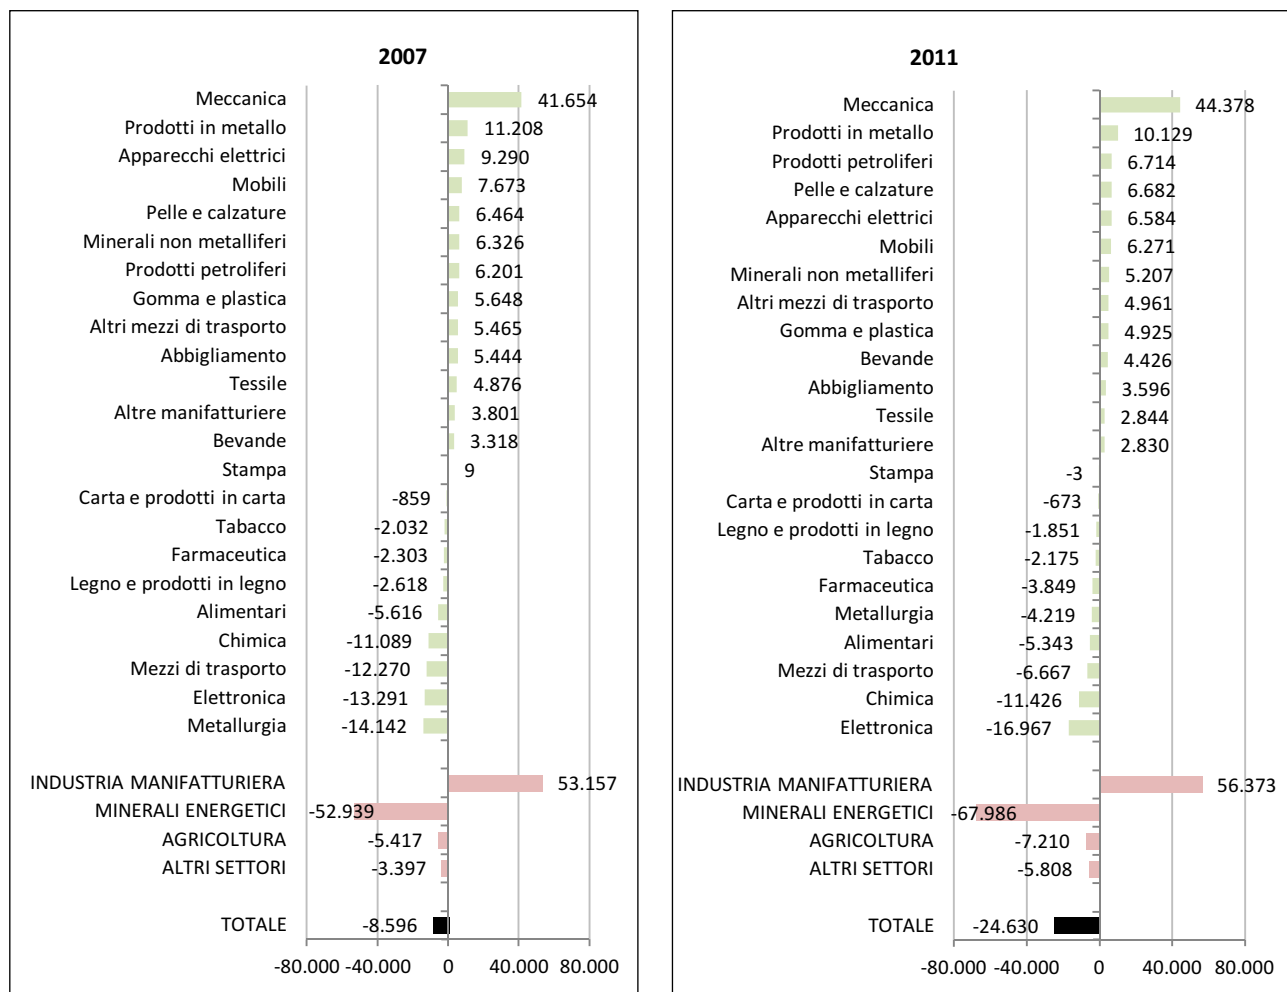 2007
Meccanica 41.654
Prodotti in metallo 11.208
Apparecchi elettrici 9.290
Mobili 7.673
Pelle e calzature 6.464
Minerali non metalliferi 6.326
Prodotti petroliferi 6.201
Gomma e plastica 5.648
Altri mezzi di trasporto 5.465
Abbigliamento 5.444
Tessile 4.876
Altre manifatturiere 3.801
Bevande 3.318
Stampa 9
Carta e prodotti in carta -859
Tabacco -2.032
Farmaceutica -2.303
Legno e prodotti in legno -2.618
Alimentari -5.616
Chimica -11.089
Mezzi di trasporto -12.270
Elettronica -13.291
Metallurgia -14.142
INDUSTRIA MANIFATTURIERA 53.157
MINERALI ENERGETICI -52.939
AGRICOLTURA -5.417
ALTRI SETTORI -3.397
TOTALE -8.596
-80.000 -40.000 0 40.000 80.000
2011
Meccanica 44.378
Prodotti in metallo 10.129
Prodotti petroliferi 6.714
Pelle e calzature 6.682
Apparecchi elettrici 6.584
Mobili 6.271
Minerali non metalliferi 5.207
Altri mezzi di trasporto 4.961
Gomma e plastica 4.925
Bevande 4.426
Abbigliamento 3.596
Tessile 2.844
Altre manifatturiere 2.830
Stampa -3
Carta e prodotti in carta -673
Legno e prodotti in legno -1.851
Tabacco -2.175
Farmaceutica -3.849
Metallurgia -4.219
Alimentari -5.343
Mezzi di trasporto -6.667
Chimica -11.426
Elettronica -16.967
INDUSTRIA MANIFATTURIERA 56.373
MINERALI ENERGETICI -67.986
AGRICOLTURA -7.210
ALTRI SETTORI -5.808
TOTALE -24.630
-80.000 -40.000 0 40.000 80.000